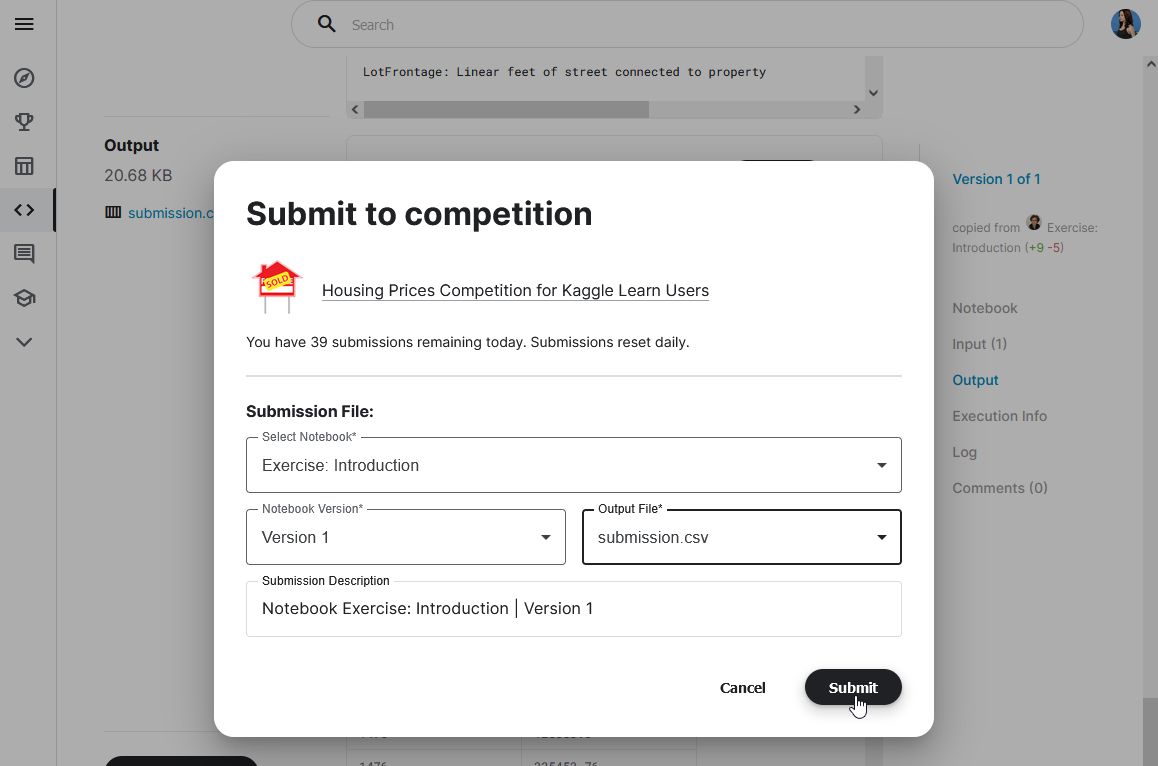 Search
LotFrontage: Linear feet of street connected to property
Output
20.68 KB
submission.c
Version 1 of 1
copied from Exercise:
Introduction (+9 -5)
Notebook
Input (1)
Output
Execution Info
Log
Comments (0)
Submit to competition
SOLD
Housing Prices Competition for Kaggle Learn Users
You have 39 submissions remaining today. Submissions reset daily.
Submission File:
Select Notebook*
Exercise: Introduction
Notebook Version*
Version 1
Output File*
submission.csv
Submission Description
Notebook Exercise: Introduction | Version 1
Cancel
Submit